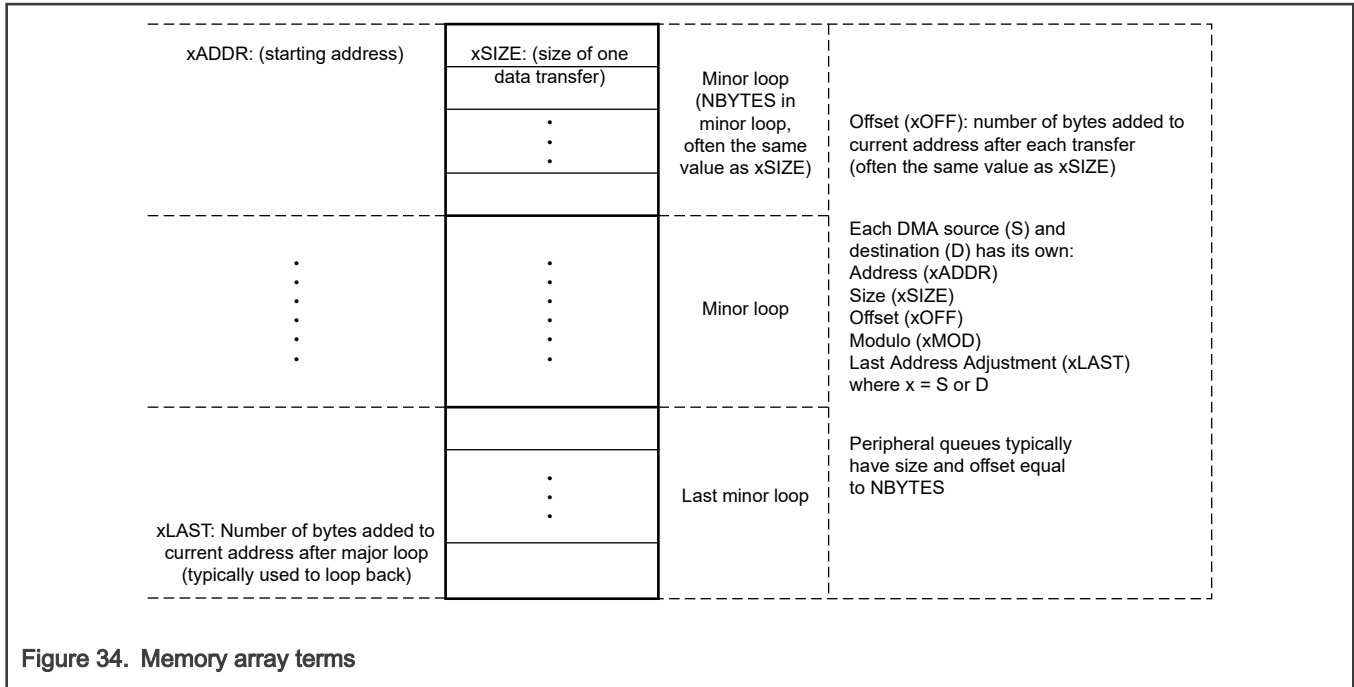 xADDR: (starting address)
xSIZE: (size of one
data transfer)
Minor loop
(NBYTES in
minor loop,
often the same
value as xSIZE)
Offset (xOFF): number of bytes added to
current address after each transfer
(often the same value as xSIZE)
Minor loop
Each DMA source (S) and
destination (D) has its own:
Address (xADDR)
Size (xSIZE)
Offset (xOFF)
Modulo (xMOD)
Last Address Adjustment (xLAST)
where x = S or D
xLAST: Number of bytes added to
current address after major loop
(typically used to loop back)
Last minor loop
Peripheral queues typically
have size and offset equal
to NBYTES
Figure 34. Memory array terms